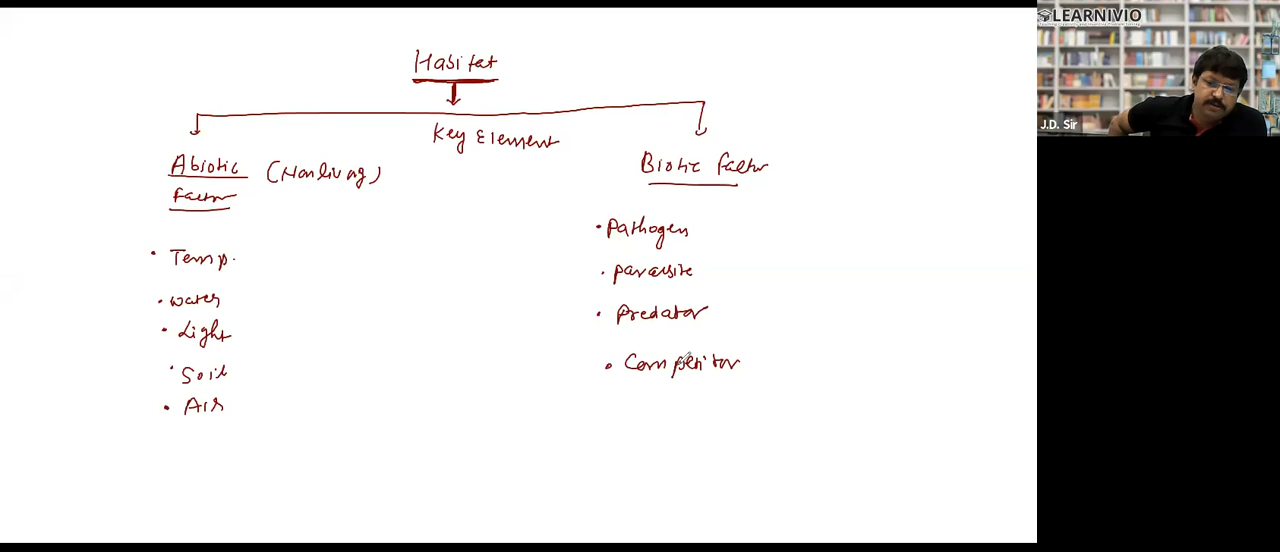 LEARNIVIO
J.D. Sir
Habitat
Key Element
Abiotic (Nonliving)
factor
• Temp.
• water
• Light
• Soil
• Air
Biotic factor
• Pathogen
• parasite
• Predator
• Competitor